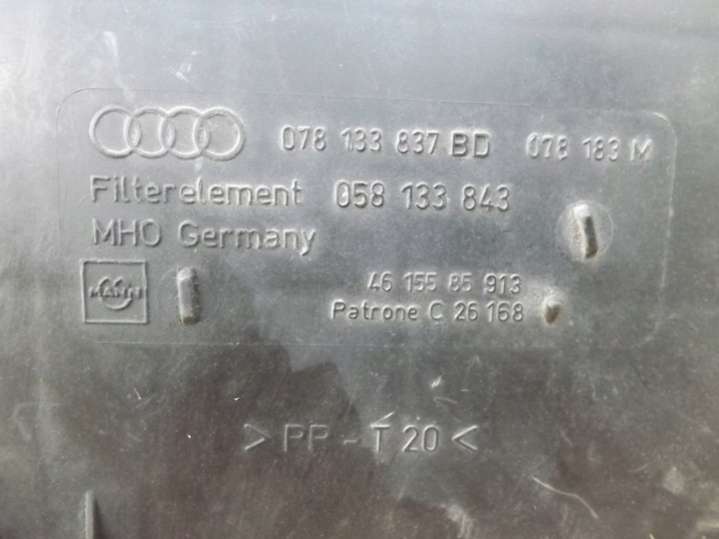 078 133 837 BD 078 183 M
Filterelement 058 133 843
MHO Germany
MANN
46 155 85 913
Patrone C 26 168
> PP - T 20 <